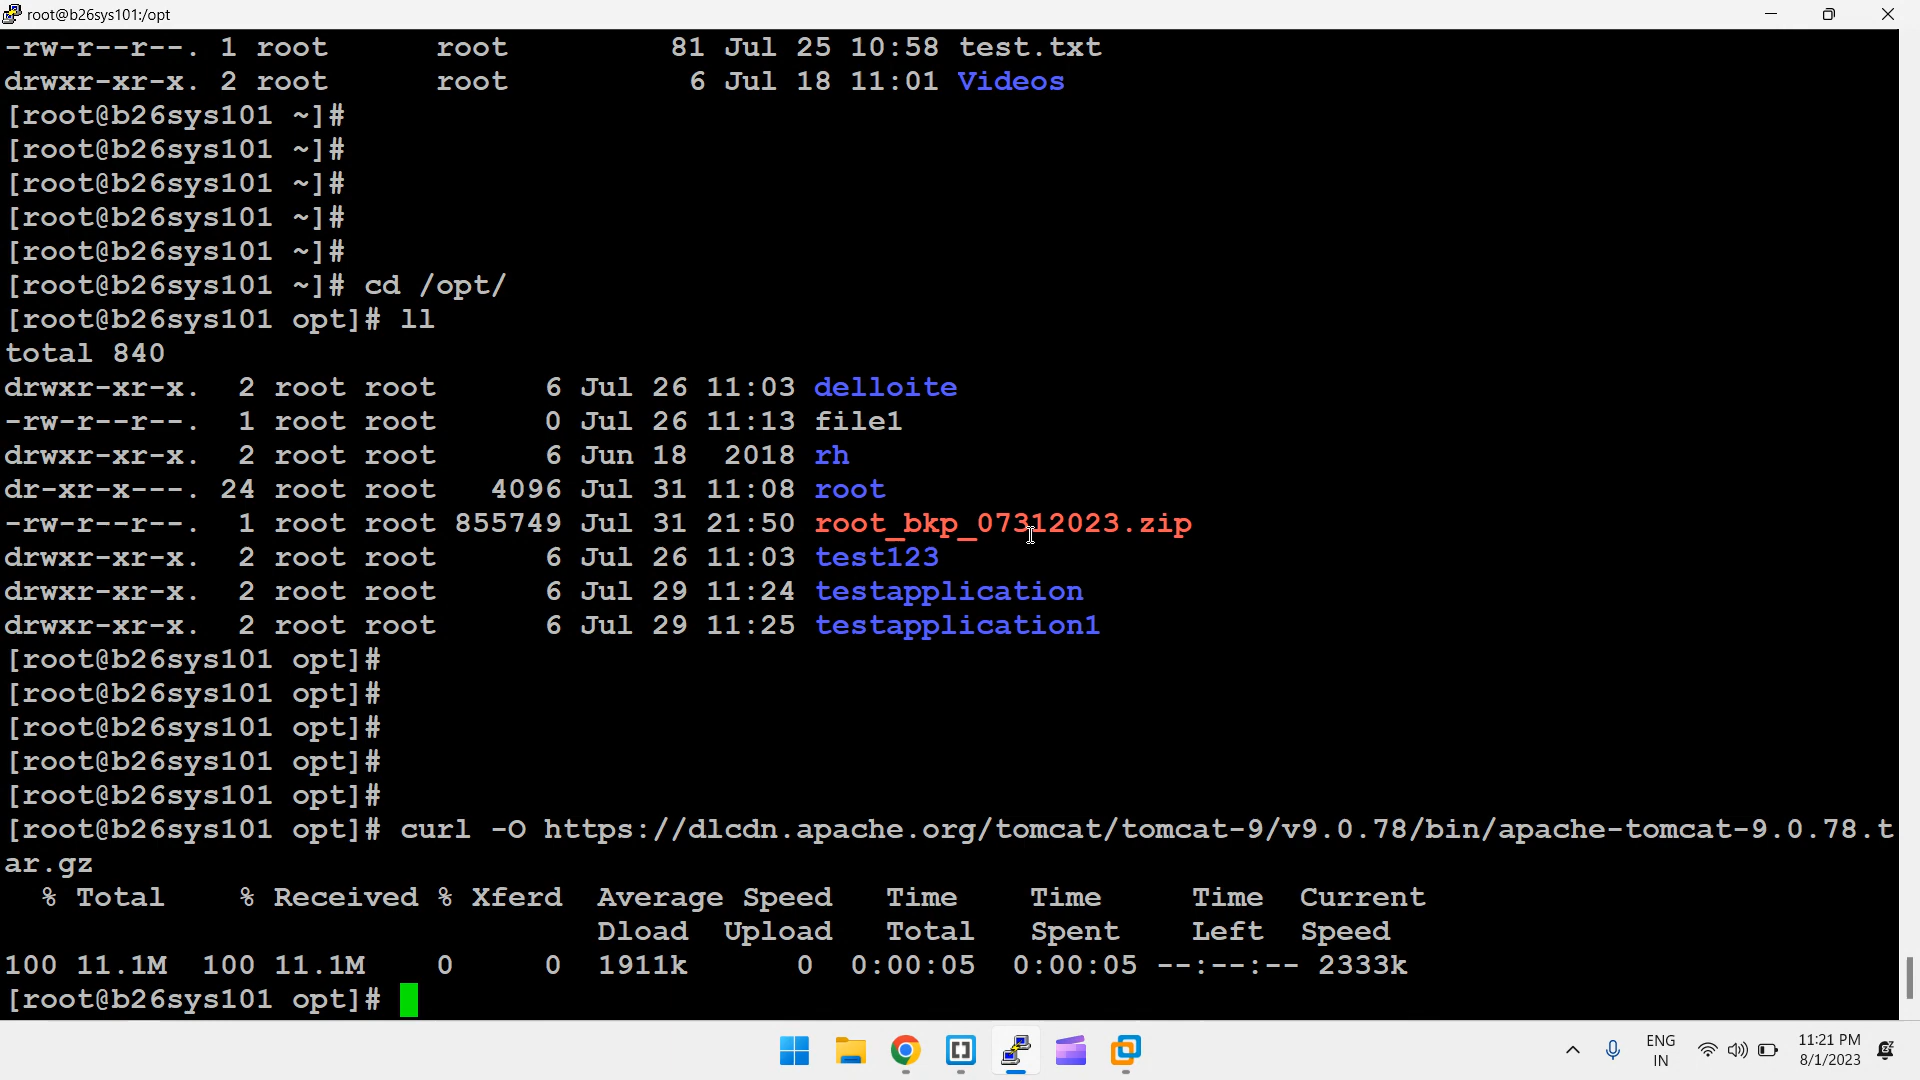 root@b26sys101:/opt
-rw-r--r--. 1 root      root         81 Jul 25 10:58 test.txt
drwxr-xr-x. 2 root      root          6 Jul 18 11:01 Videos
[root@b26sys101 ~]#
[root@b26sys101 ~]#
[root@b26sys101 ~]#
[root@b26sys101 ~]#
[root@b26sys101 ~]#
[root@b26sys101 ~]# cd /opt/
[root@b26sys101 opt]# ll
total 840
drwxr-xr-x.  2 root root      6 Jul 26 11:03 delloite
-rw-r--r--.  1 root root      0 Jul 26 11:13 file1
drwxr-xr-x.  2 root root      6 Jun 18  2018 rh
dr-xr-x---. 24 root root   4096 Jul 31 11:08 root
-rw-r--r--.  1 root root 855749 Jul 31 21:50 root_bkp_07312023.zip
drwxr-xr-x.  2 root root      6 Jul 26 11:03 test123
drwxr-xr-x.  2 root root      6 Jul 29 11:24 testapplication
drwxr-xr-x.  2 root root      6 Jul 29 11:25 testapplication1
[root@b26sys101 opt]#
[root@b26sys101 opt]#
[root@b26sys101 opt]#
[root@b26sys101 opt]#
[root@b26sys101 opt]#
[root@b26sys101 opt]# curl -O https://dlcdn.apache.org/tomcat/tomcat-9/v9.0.78/bin/apache-tomcat-9.0.78.t
ar.gz
  % Total    % Received % Xferd  Average Speed   Time    Time     Time  Current
                                 Dload  Upload   Total   Spent    Left  Speed
100 11.1M  100 11.1M    0     0  1911k      0  0:00:05  0:00:05 --:--:-- 2333k
[root@b26sys101 opt]#
ENG
IN
11:21 PM
8/1/2023